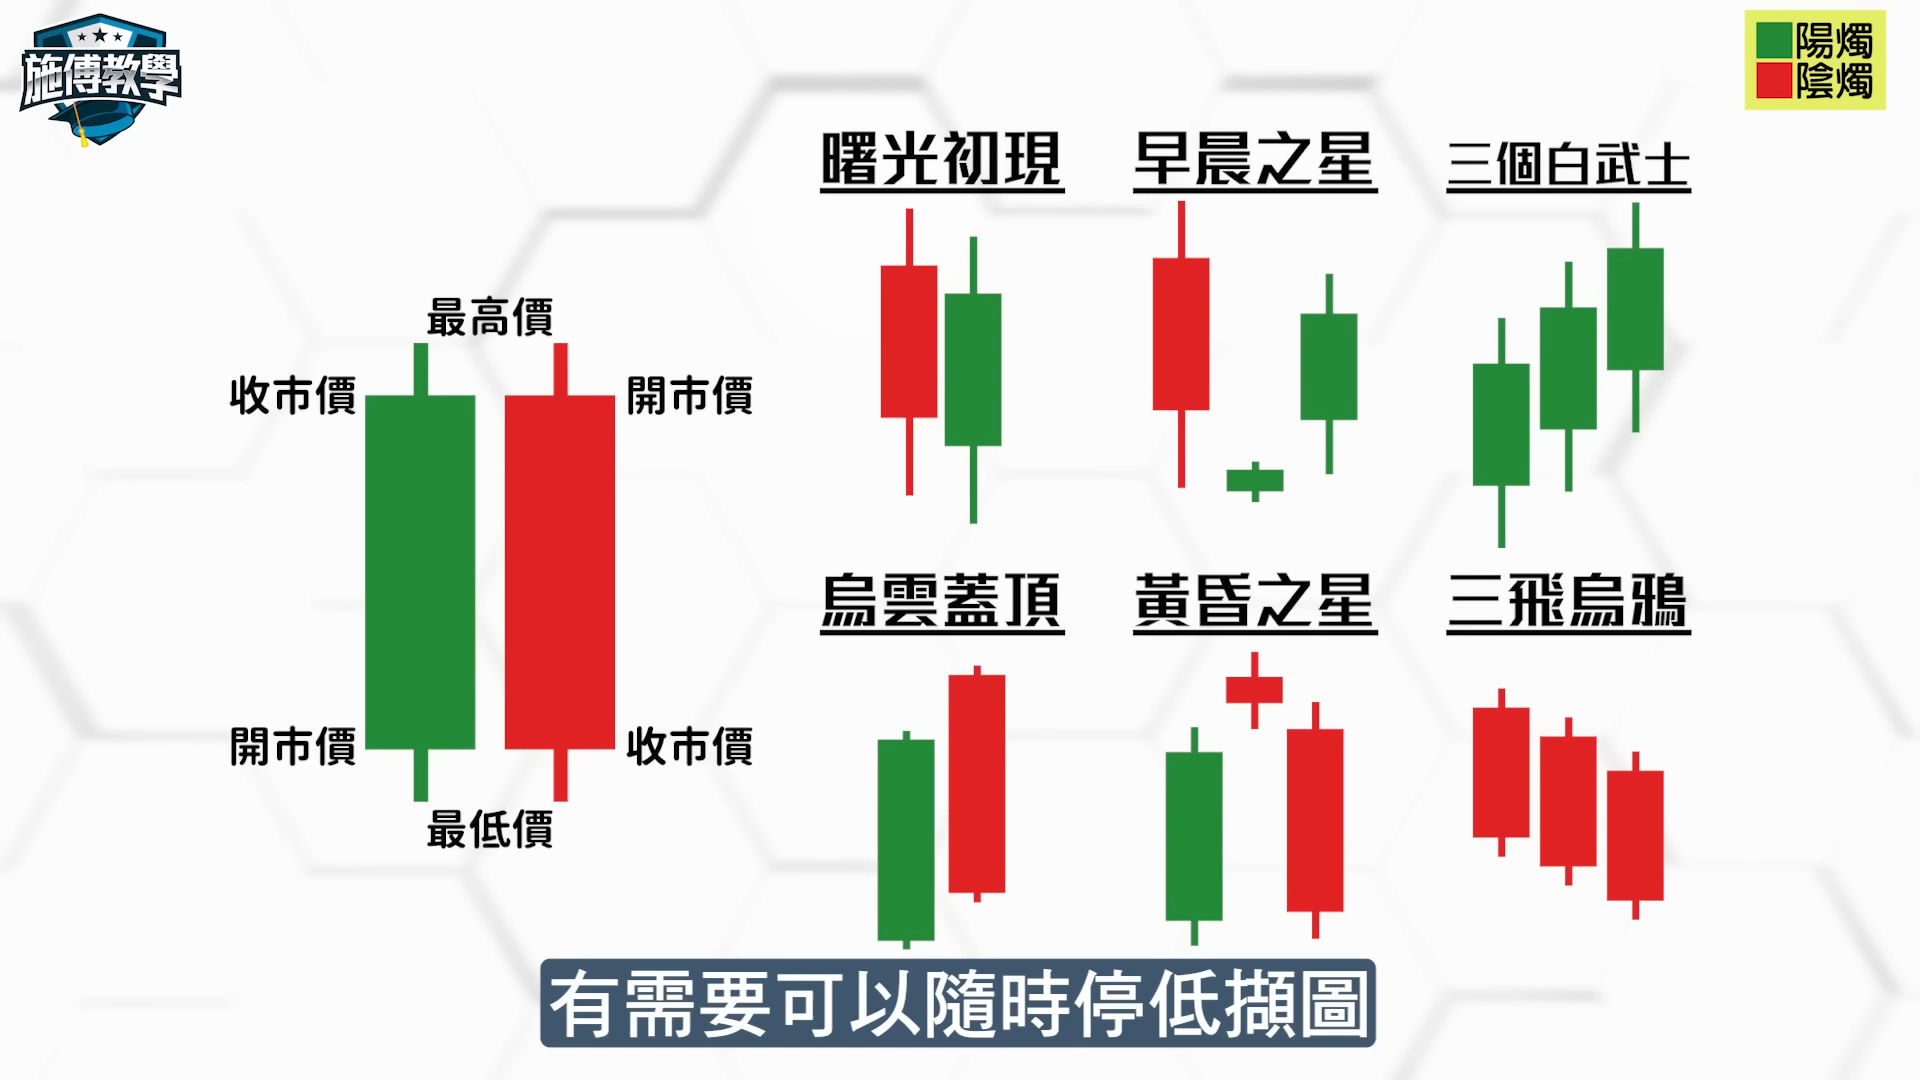 施傅教學
陽燭
陰燭
最高價
收市價
開市價
開市價
收市價
最低價
曙光初現
早晨之星
三個白武士
烏雲蓋頂
黃昏之星
三飛烏鴉
有需要可以隨時停低擷圖